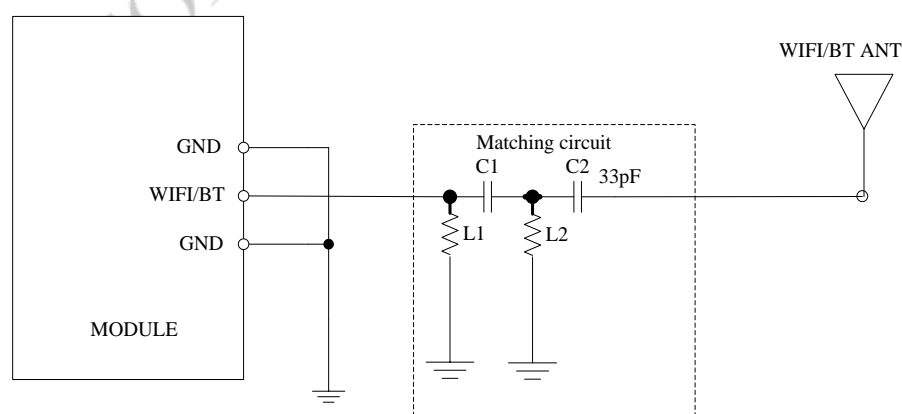 WIFI/BT ANT
Matching circuit
C1
C2
33pF
GND
WIFI/BT
L1
L2
GND
MODULE